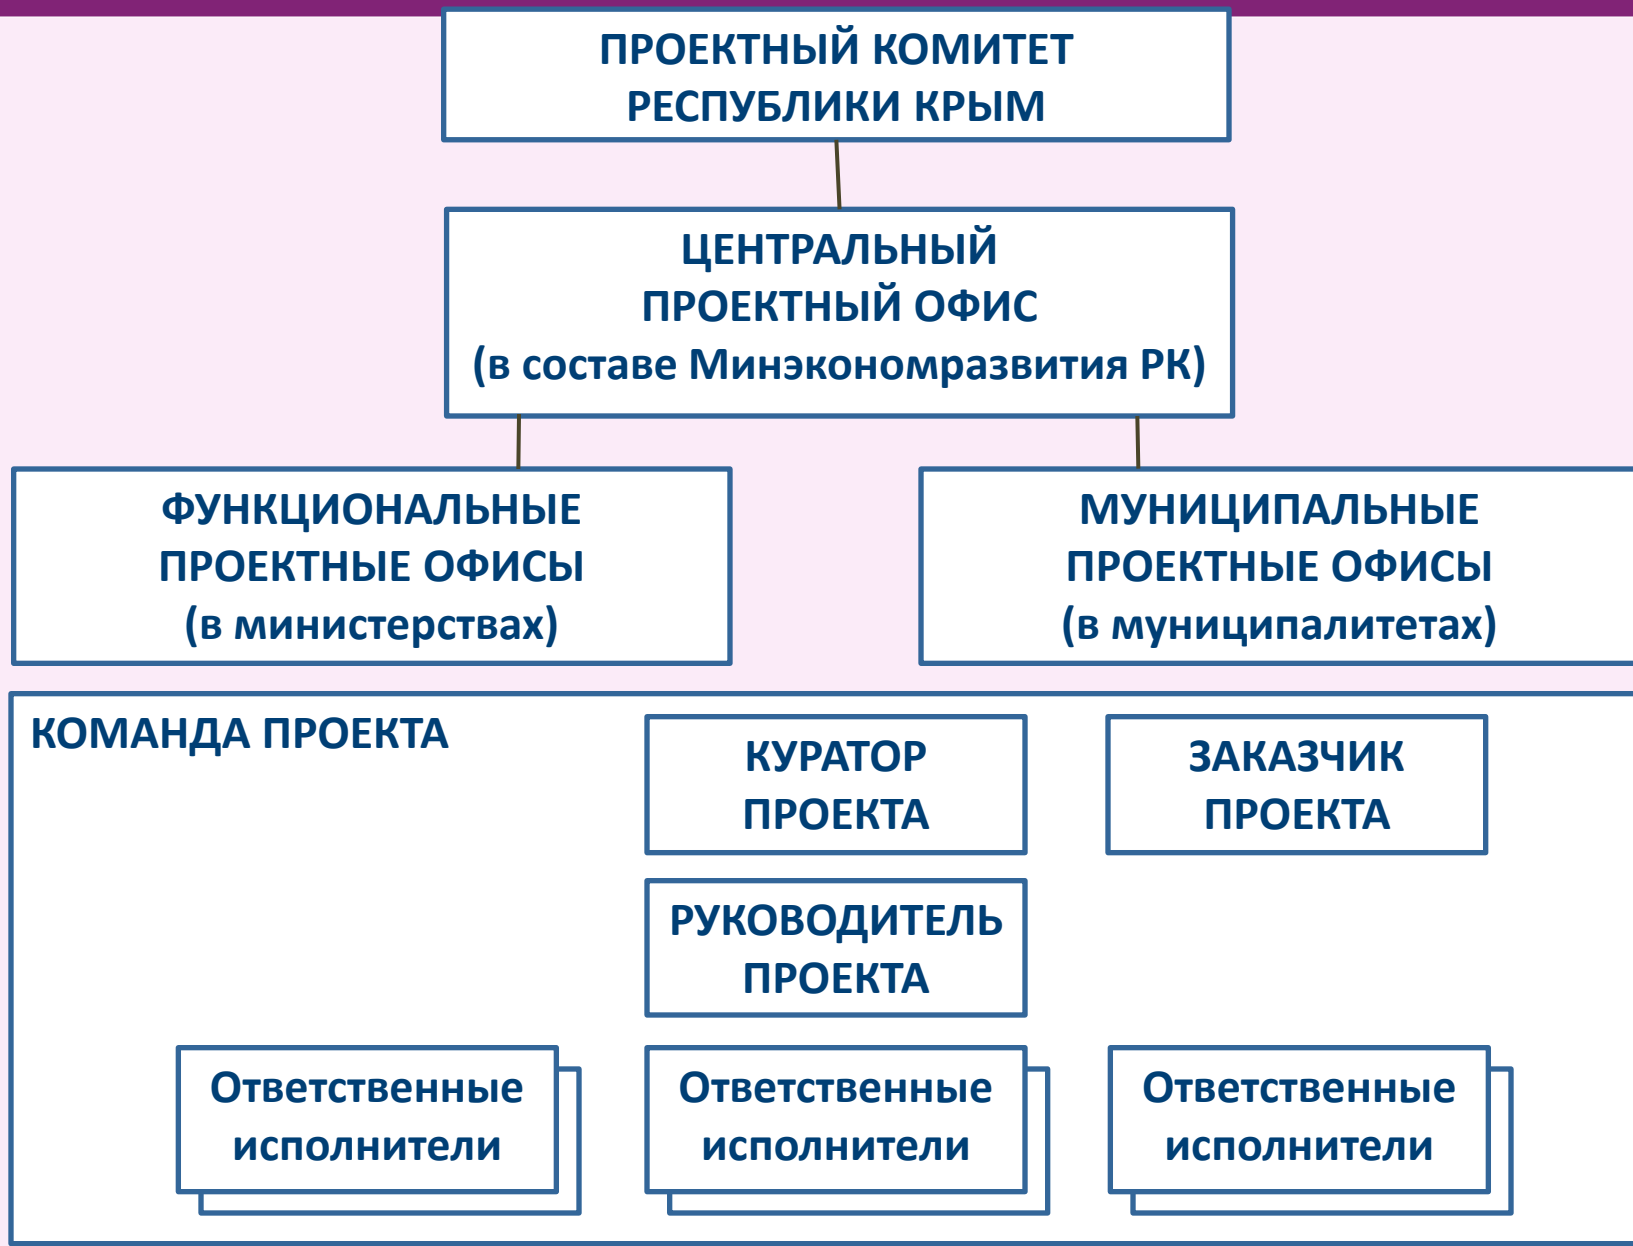 ПРОЕКТНЫЙ КОМИТЕТ
РЕСПУБЛИКИ КРЫМ
ЦЕНТРАЛЬНЫЙ
ПРОЕКТНЫЙ ОФИС
(в составе Минэкономразвития РК)
ФУНКЦИОНАЛЬНЫЕ
ПРОЕКТНЫЕ ОФИСЫ
(в министерствах)
МУНИЦИПАЛЬНЫЕ
ПРОЕКТНЫЕ ОФИСЫ
(в муниципалитетах)
КОМАНДА ПРОЕКТА
КУРАТОР
ПРОЕКТА
ЗАКАЗЧИК
ПРОЕКТА
РУКОВОДИТЕЛЬ
ПРОЕКТА
Ответственные
исполнители
Ответственные
исполнители
Ответственные
исполнители